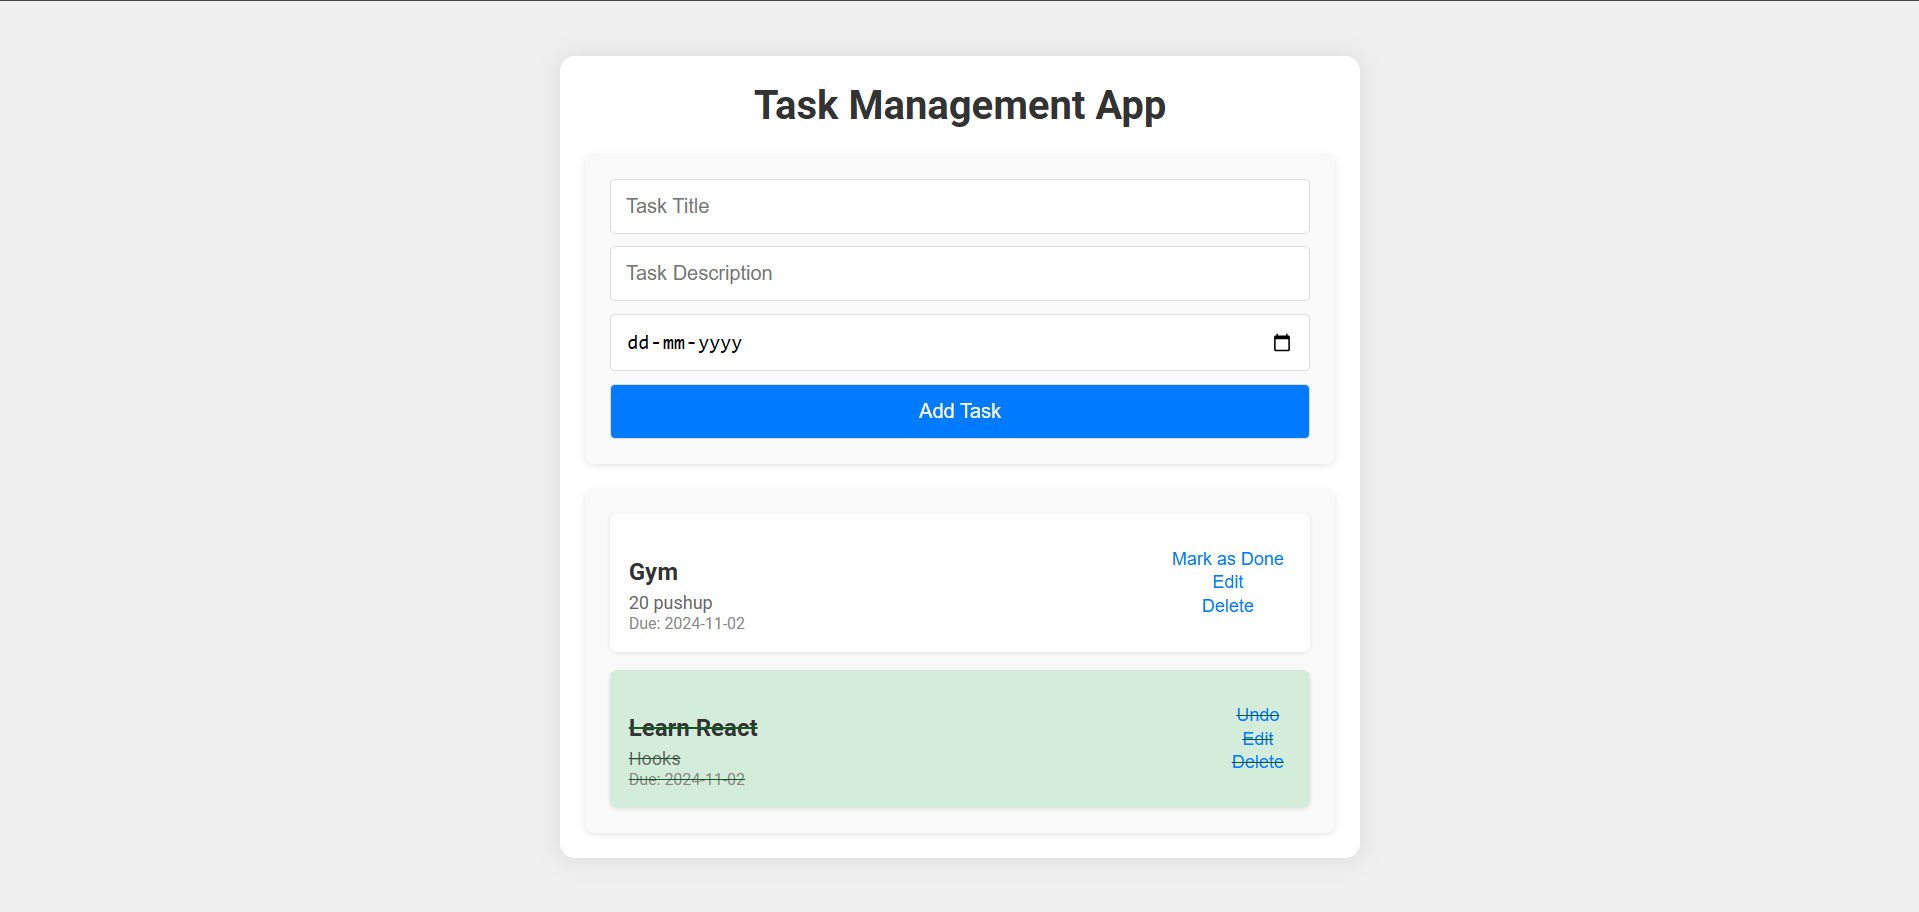 Task Management App
Task Title
Task Description
dd-mm-yyyy
Add Task
Gym
20 pushup
Due: 2024-11-02
Mark as Done
Edit
Delete
Learn React
Hooks
Due: 2024-11-02
Undo
Edit
Delete